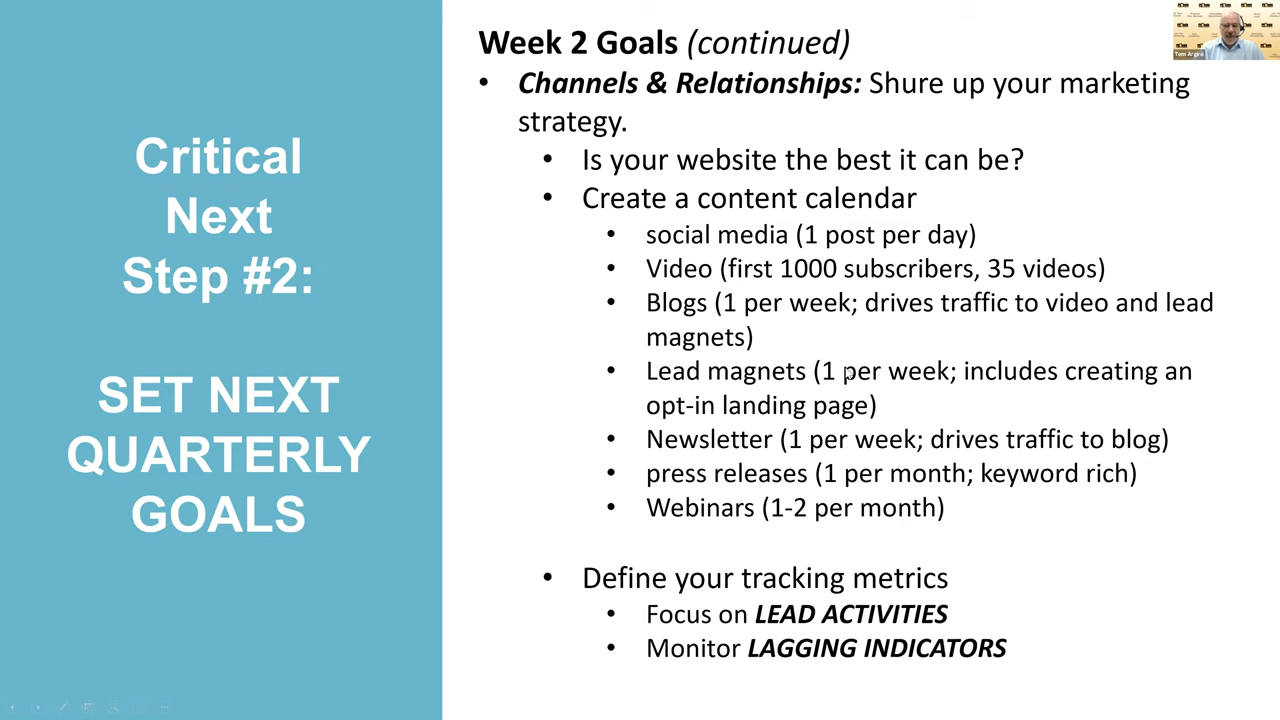 Critical
Next
Step #2:
SET NEXT
QUARTERLY
GOALS
Week 2 Goals (continued)
• Channels & Relationships: Shure up your marketing
strategy.
• Is your website the best it can be?
• Create a content calendar
• social media (1 post per day)
• Video (first 1000 subscribers, 35 videos)
• Blogs (1 per week; drives traffic to video and lead
magnets)
• Lead magnets (1 per week; includes creating an
opt-in landing page)
• Newsletter (1 per week; drives traffic to blog)
• press releases (1 per month; keyword rich)
• Webinars (1-2 per month)
• Define your tracking metrics
• Focus on LEAD ACTIVITIES
• Monitor LAGGING INDICATORS
Tom Argiro